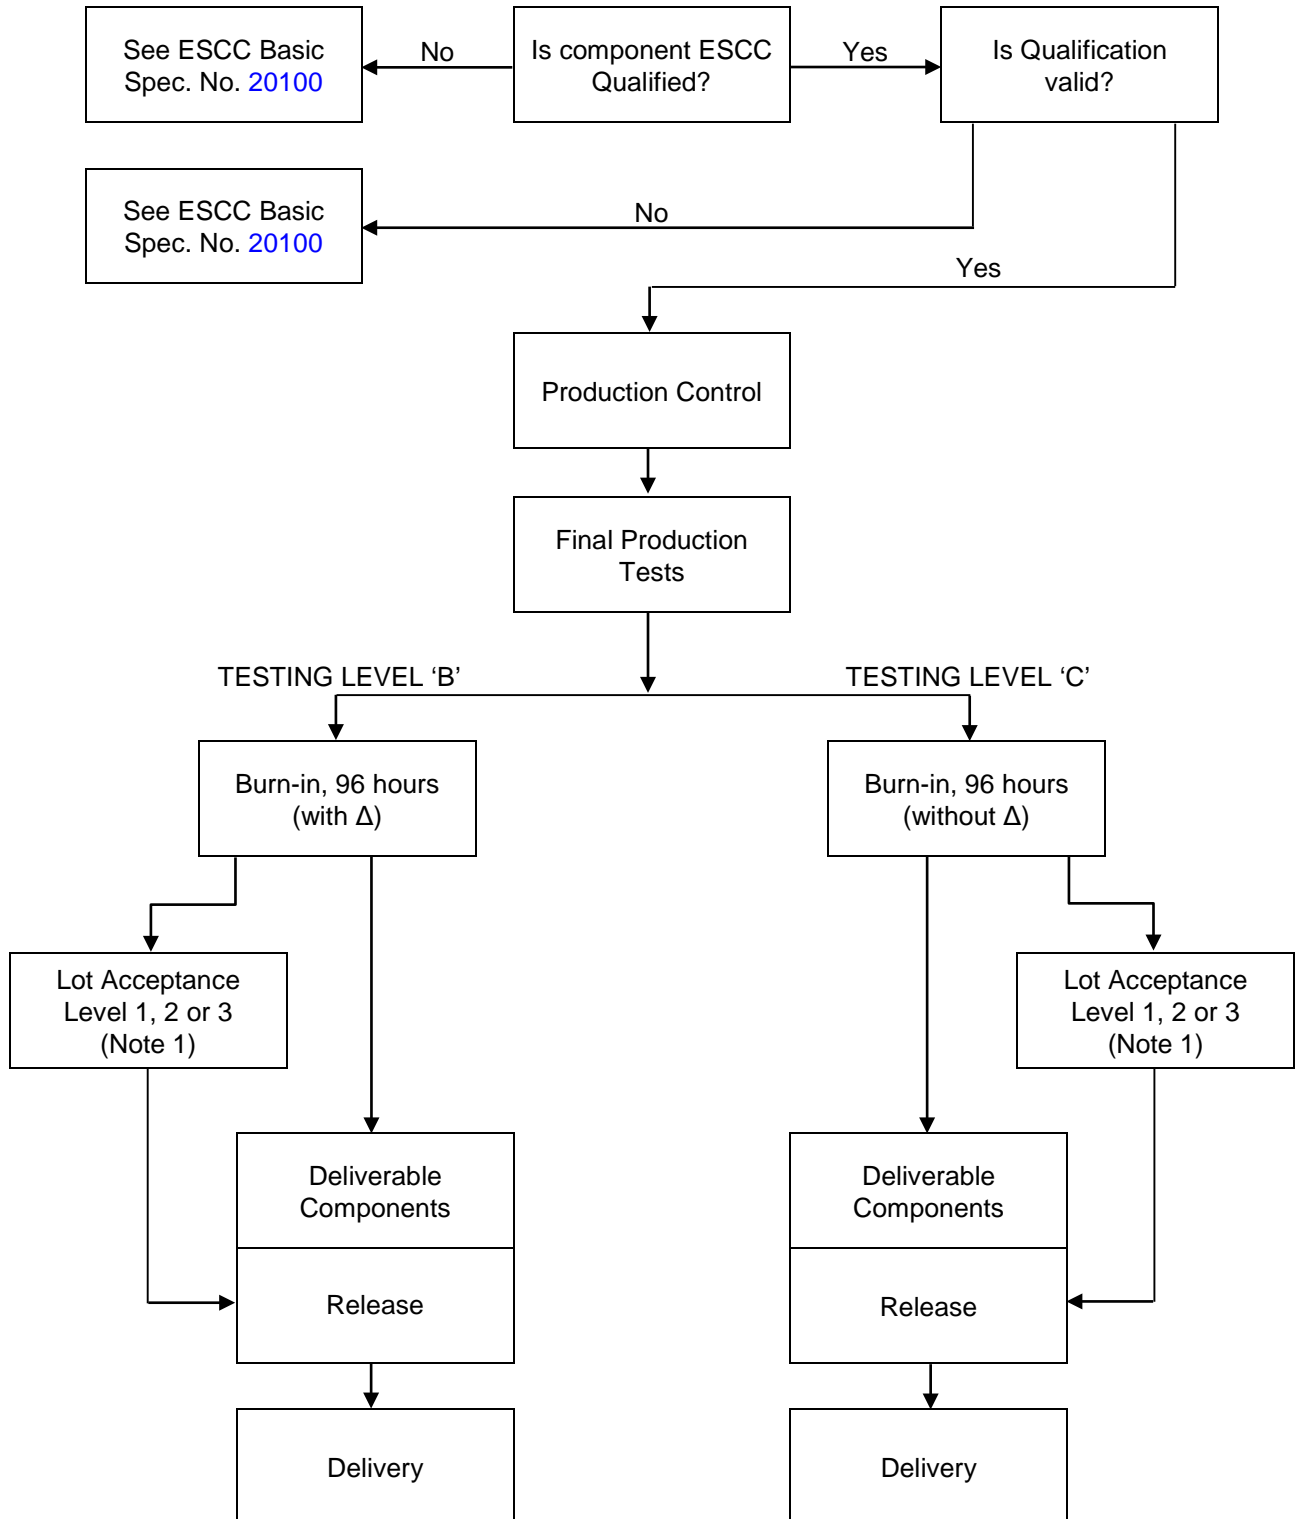 See ESCC Basic
Spec. No. 20100
No
Is component ESCC
Qualified?
Yes
Is Qualification
valid?
See ESCC Basic
Spec. No. 20100
No
Yes
Production Control
Final Production
Tests
TESTING LEVEL ‘B’
TESTING LEVEL ‘C’
Burn-in, 96 hours
(with Δ)
Burn-in, 96 hours
(without Δ)
Lot Acceptance
Level 1, 2 or 3
(Note 1)
Lot Acceptance
Level 1, 2 or 3
(Note 1)
Deliverable
Components
Deliverable
Components
Release
Release
Delivery
Delivery